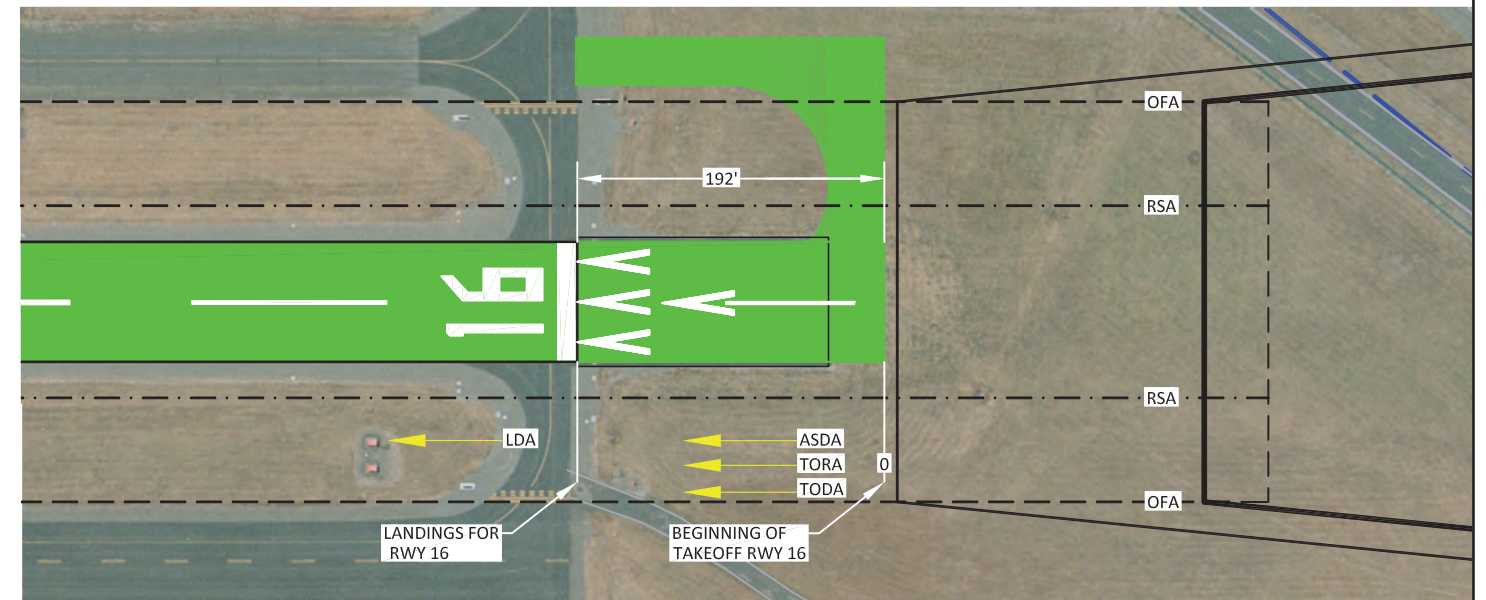 OFA
192'
RSA
16
RSA
LDA
ASDA
TORA
0
TODA
OFA
LANDINGS FOR
RWY 16
BEGINNING OF
TAKEOFF RWY 16